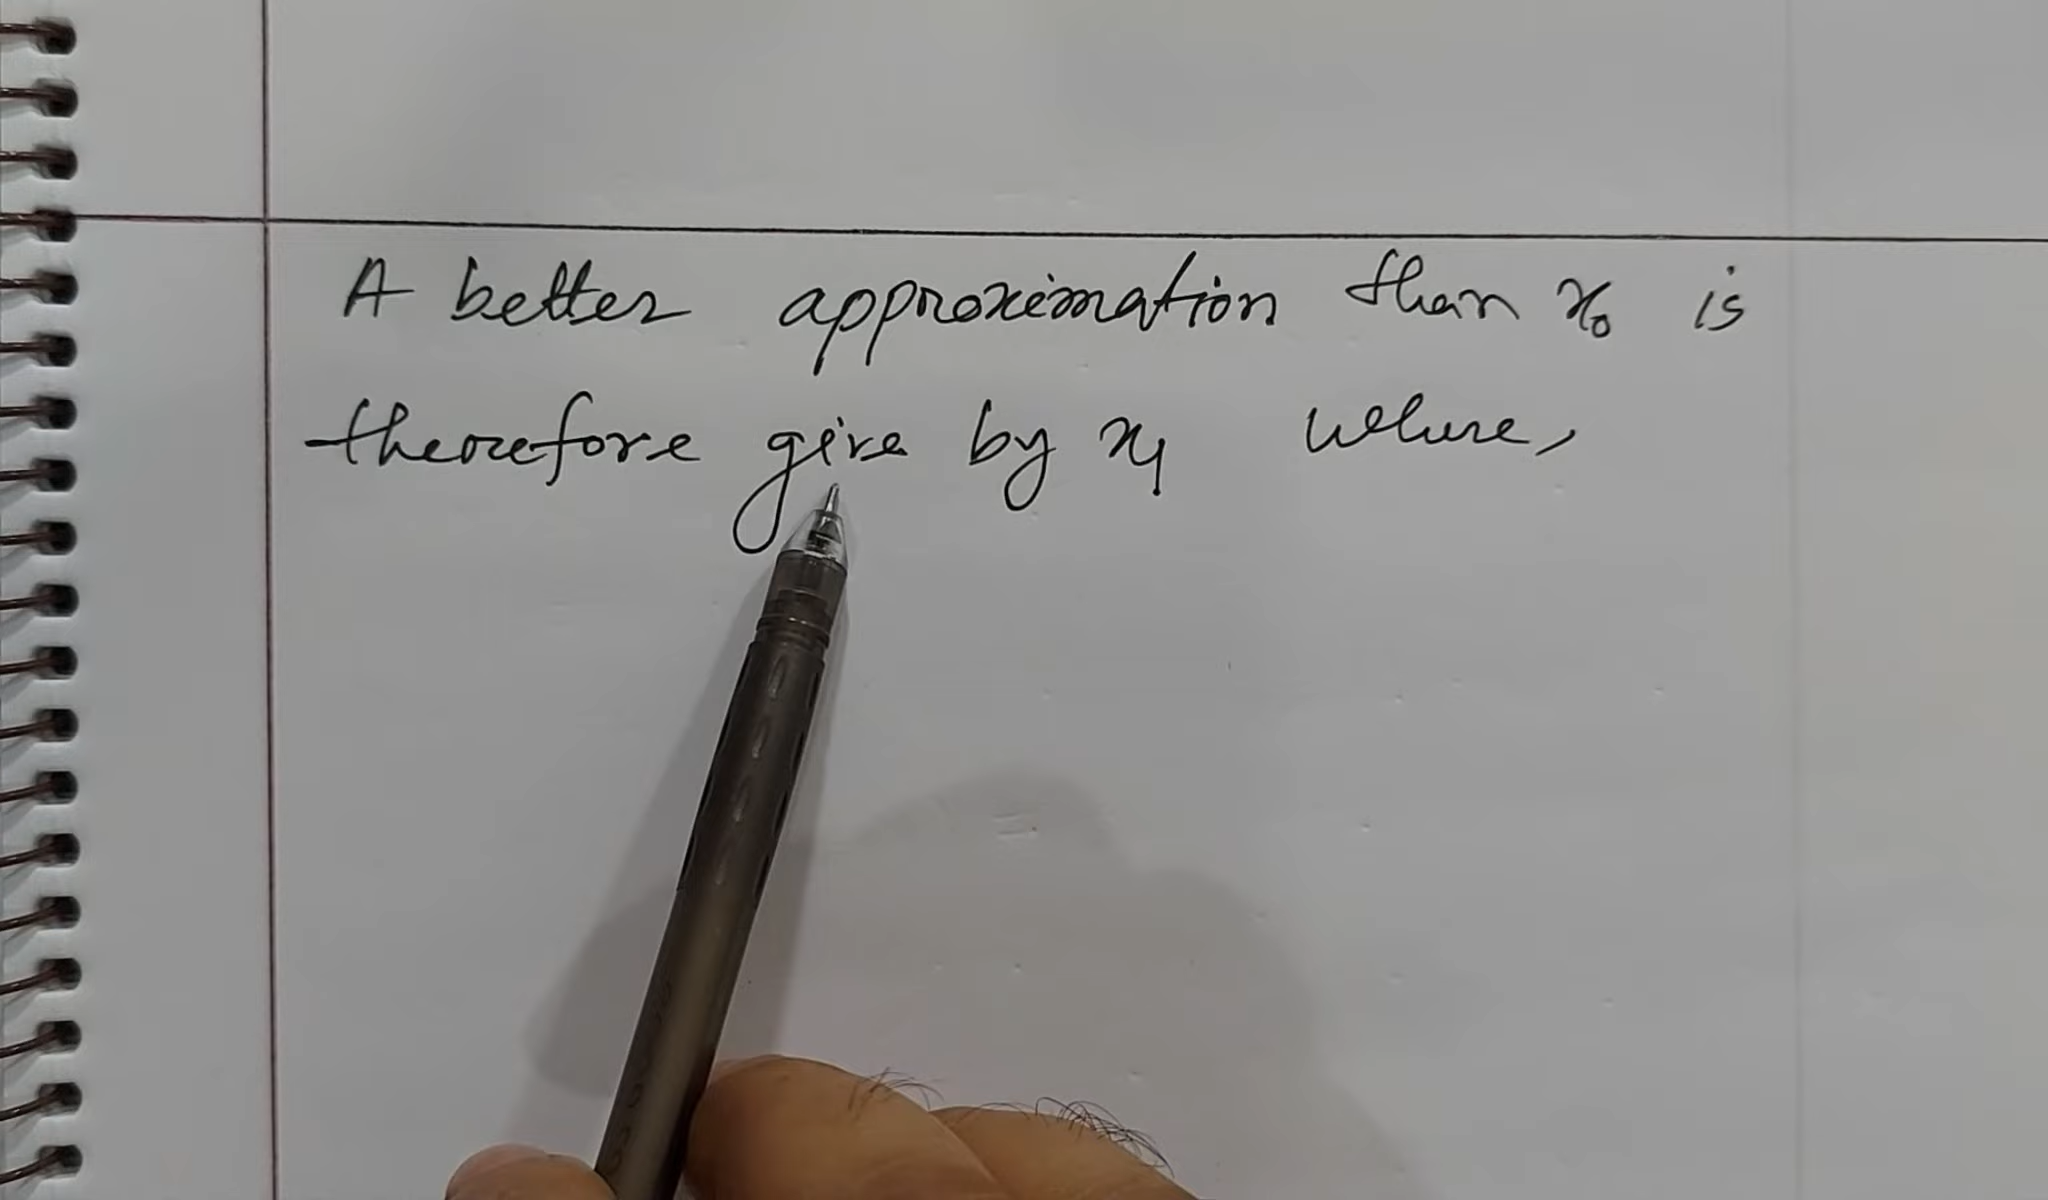 A better approximation than x₀ is
therefore give by x₁ where,